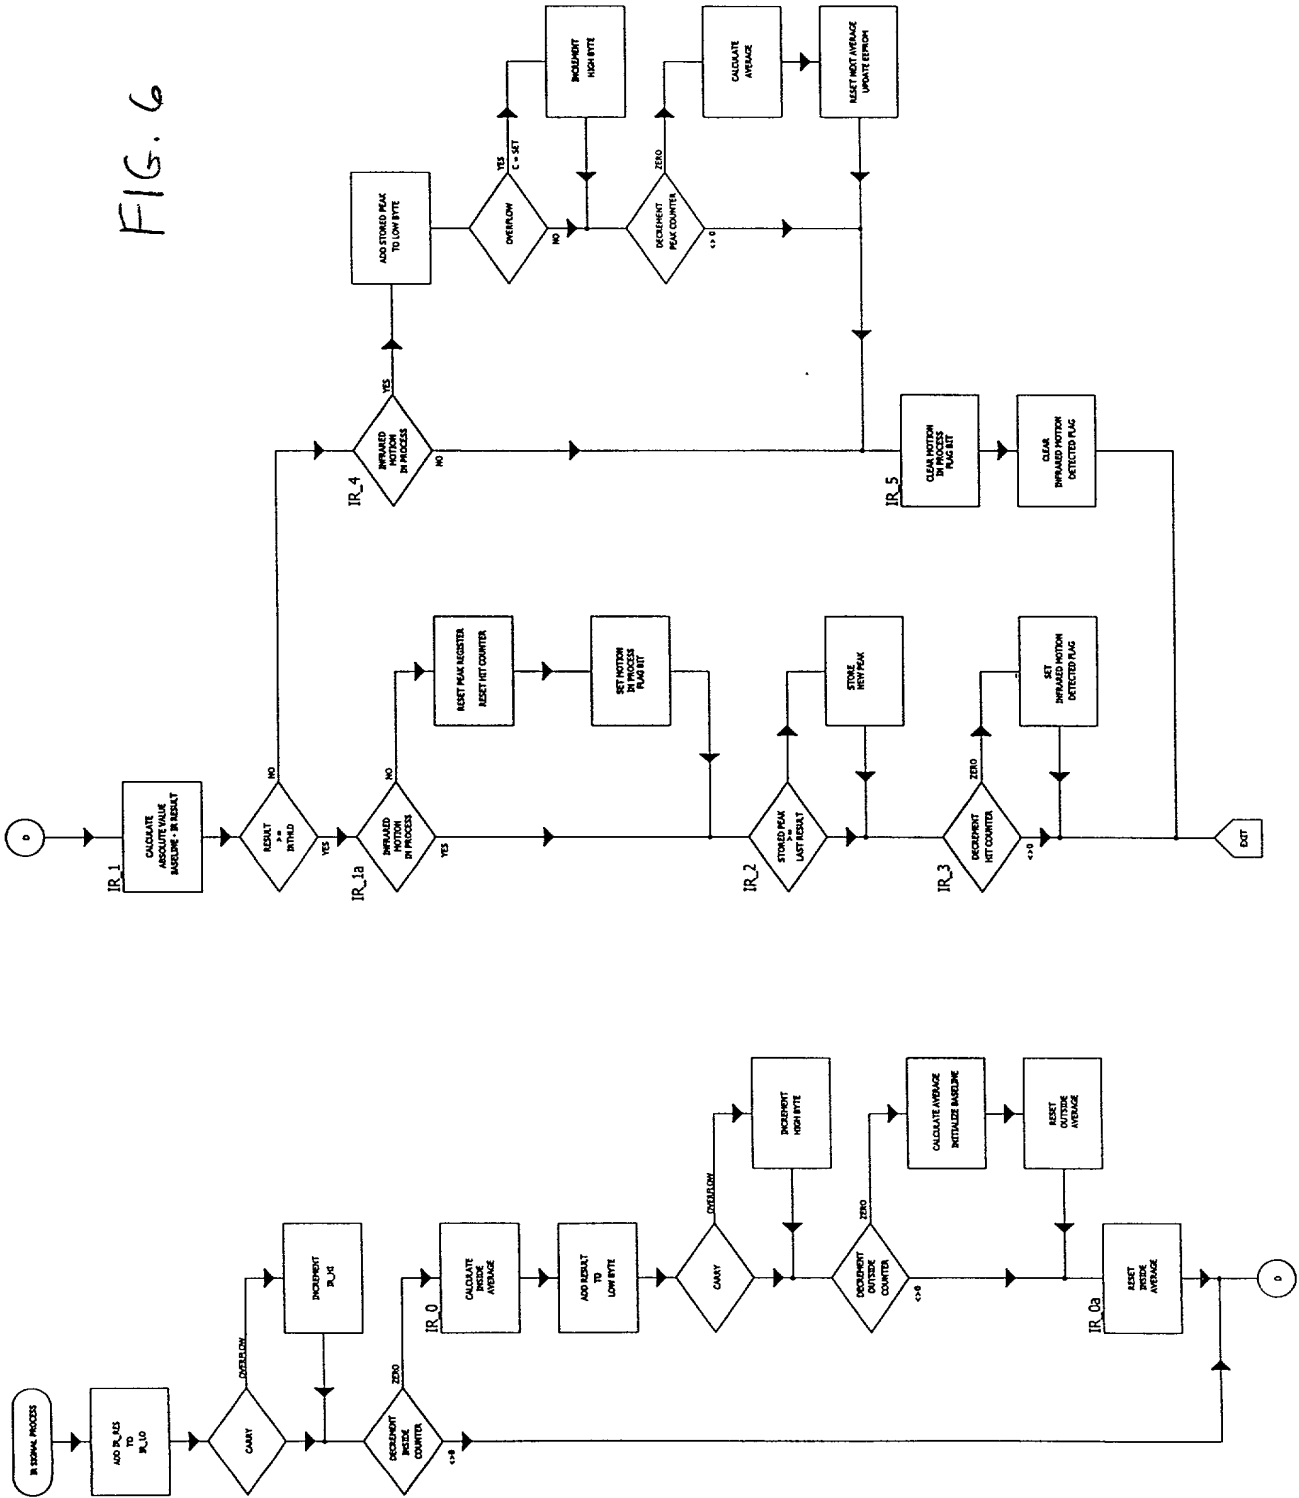 FIG. 6
IR SIGNAL PROCESS
ADD IR_RES
TO
IR_LO
CARRY
OVERFLOW
INCREMENT
IR_HI
DECREMENT
INSIDE
COUNTER
ZERO
<>0
IR_0
CALCULATE
INSIDE
AVERAGE
ADD RESULT
TO
LOW BYTE
CARRY
OVERFLOW
INCREMENT
HIGH BYTE
DECREMENT
OUTSIDE
COUNTER
ZERO
<>0
CALCULATE AVERAGE
INITIALIZE BASELINE
RESET
OUTSIDE
AVERAGE
IR_0a
RESET
INSIDE
AVERAGE
D
D
IR_1
CALCULATE
ABSOLUTE VALUE
BASELINE - IR RESULT
RESULT
>=
IRTHLD
NO
YES
IR_1a
INFRARED
MOTION
IN PROCESS
NO
YES
RESET PEAK REGISTER
RESET HIT COUNTER
SET MOTION
IN PROCESS
FLAG BIT
IR_2
STORED PEAK
>=
LAST RESULT
STORE
NEW PEAK
IR_3
DECREMENT
HIT COUNTER
ZERO
<>0
SET
INFRARED MOTION
DETECTED FLAG
EXIT
IR_4
INFRARED
MOTION
IN PROCESS
YES
NO
ADD STORED PEAK
TO LOW BYTE
OVERFLOW
YES
C = SET
NO
INCREMENT
HIGH BYTE
DECREMENT
PEAK COUNTER
ZERO
<> 0
CALCULATE
AVERAGE
RESET NEXT AVERAGE
UPDATE EEPROM
IR_5
CLEAR MOTION
IN PROCESS
FLAG BIT
CLEAR
INFRARED MOTION
DETECTED FLAG